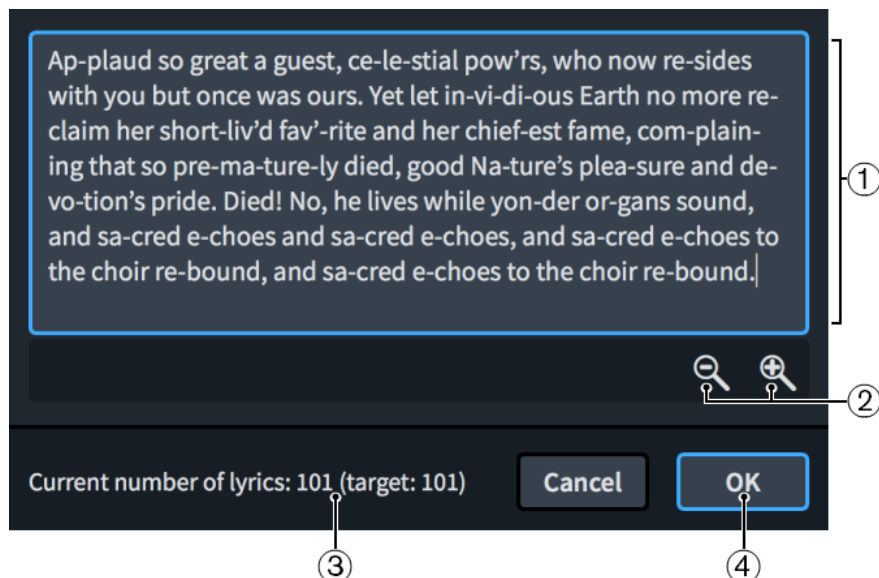 Ap-plaud so great a guest, ce-le-stial pow’rs, who now re-sides
with you but once was ours. Yet let in-vi-di-ous Earth no more re-
claim her short-liv’d fav’-rite and her chief-est fame, com-plain-
ing that so pre-ma-ture-ly died, good Na-ture’s plea-sure and de-
vo-tion’s pride. Died! No, he lives while yon-der or-gans sound,
and sa-cred e-choes and sa-cred e-choes, and sa-cred e-choes to
the choir re-bound, and sa-cred e-choes to the choir re-bound.
①
②
Current number of lyrics: 101 (target: 101)
Cancel
OK
③
④